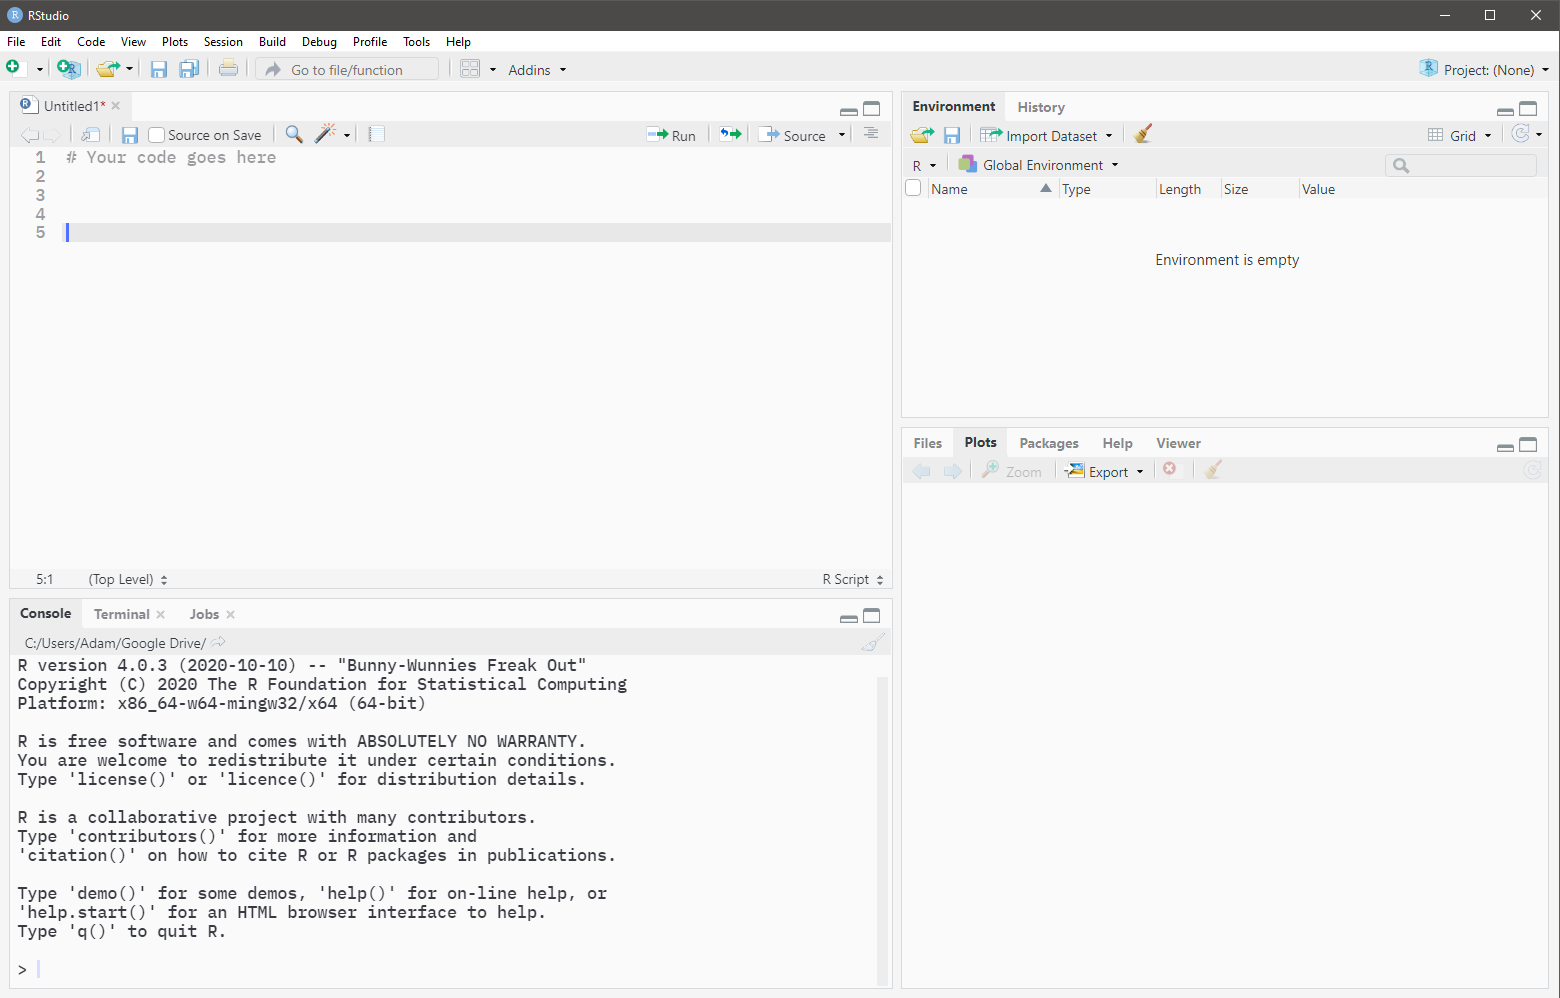 RStudio
File Edit Code View Plots Session Build Debug Profile Tools Help
Go to file/function Addins Project: (None)
Untitled1*
Source on Save Run Source
1 # Your code goes here
2
3
4
5
5:1 (Top Level) R Script
Console Terminal Jobs
C:/Users/Adam/Google Drive/
R version 4.0.3 (2020-10-10) -- "Bunny-Wunnies Freak Out"
Copyright (C) 2020 The R Foundation for Statistical Computing
Platform: x86_64-w64-mingw32/x64 (64-bit)
R is free software and comes with ABSOLUTELY NO WARRANTY.
You are welcome to redistribute it under certain conditions.
Type 'license()' or 'licence()' for distribution details.
R is a collaborative project with many contributors.
Type 'contributors()' for more information and
'citation()' on how to cite R or R packages in publications.
Type 'demo()' for some demos, 'help()' for on-line help, or
'help.start()' for an HTML browser interface to help.
Type 'q()' to quit R.
>
Environment History
Import Dataset Grid
R Global Environment
Name Type Length Size Value
Environment is empty
Files Plots Packages Help Viewer
Zoom Export